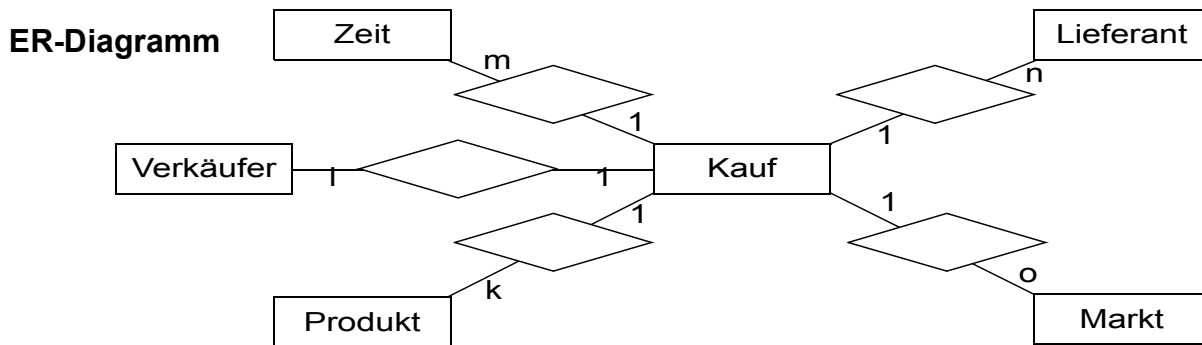 ER-Diagramm
Zeit
Lieferant
m
n
1
1
Verkäufer
l
1
Kauf
1
1
k
o
Produkt
Markt